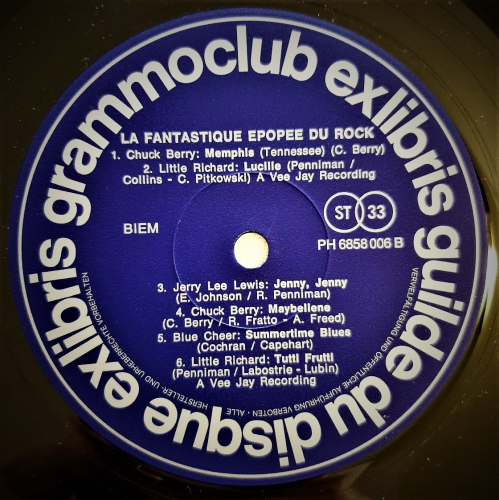 grammoclub exlibris guilde du disque exlibris
LA FANTASTIQUE EPOPEE DU ROCK
1. Chuck Berry: Memphis (Tennessee) (C. Berry)
2. Little Richard: Lucille (Penniman /
Collins - C. Pitkowski) A Vee Jay Recording
BIEM
ST 33
PH 6858 006 B
3. Jerry Lee Lewis: Jenny, Jenny
(E. Johnson / R. Penniman)
4. Chuck Berry: Maybellene
(C. Berry / R. Fratto - A. Freed)
5. Blue Cheer: Summertime Blues
(Cochran / Capehart)
6. Little Richard: Tutti Frutti
(Penniman / Labostrie - Lubin)
A Vee Jay Recording
VERVIELFÄLTIGUNG UND ÖFFENTLICHE AUFFÜHRUNG VERBOTEN · ALLE HERSTELLER- UND URHEBERRECHTE VORBEHALTEN